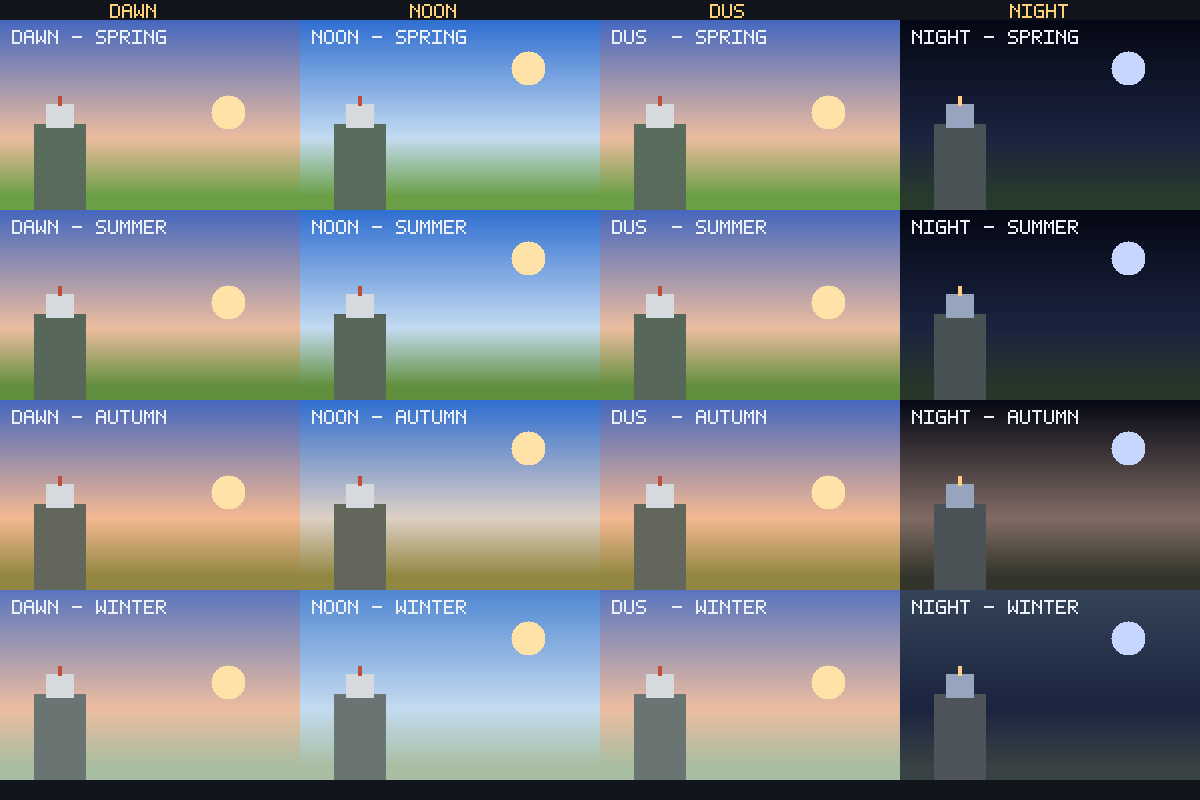 DAWN NOON DUS NIGHT
DAWN - SPRING
NOON - SPRING
DUS  - SPRING
NIGHT - SPRING
DAWN - SUMMER
NOON - SUMMER
DUS  - SUMMER
NIGHT - SUMMER
DAWN - AUTUMN
NOON - AUTUMN
DUS  - AUTUMN
NIGHT - AUTUMN
DAWN - WINTER
NOON - WINTER
DUS  - WINTER
NIGHT - WINTER